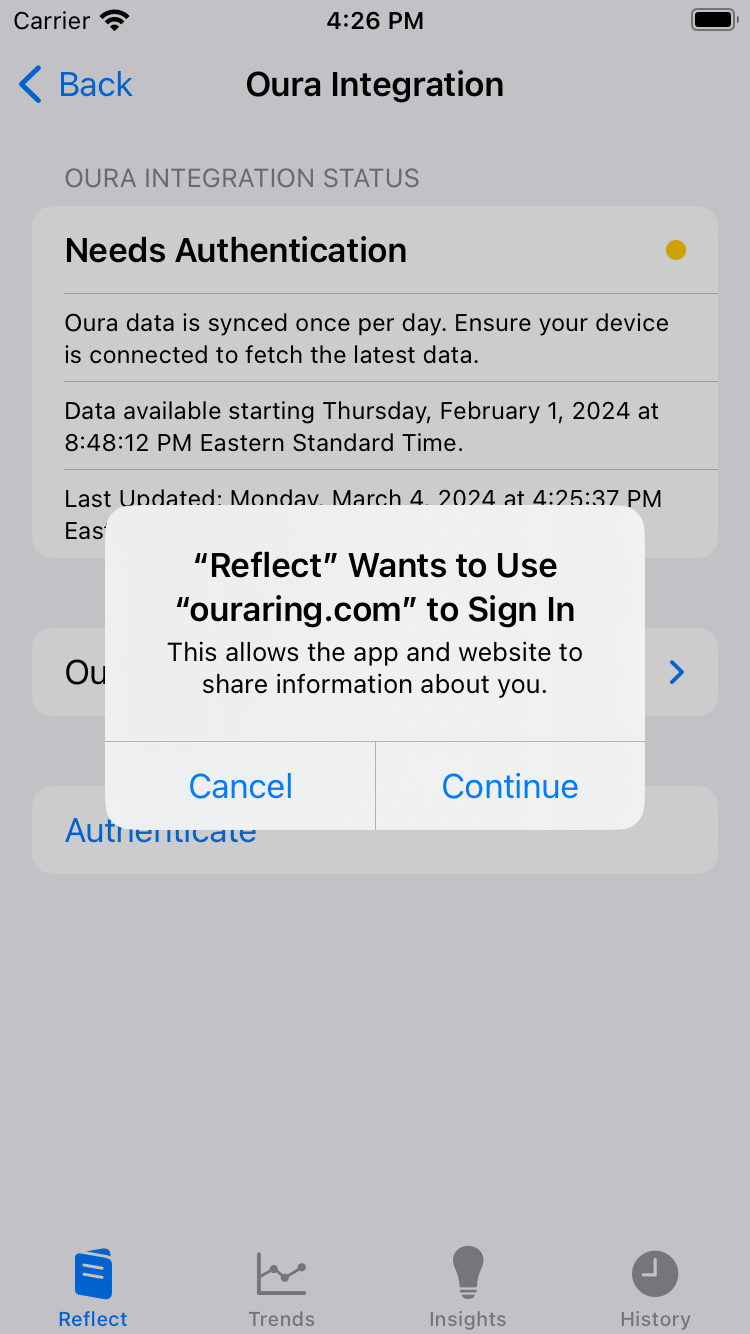 Carrier 4:26 PM
Back Oura Integration
OURA INTEGRATION STATUS
Needs Authentication
Oura data is synced once per day. Ensure your device
is connected to fetch the latest data.
Data available starting Thursday, February 1, 2024 at
8:48:12 PM Eastern Standard Time.
Last Updated: Monday, March 4, 2024 at 4:25:37 PM
“Reflect” Wants to Use
“ouraring.com” to Sign In
This allows the app and website to
share information about you.
Cancel Continue
Authenticate
Reflect Trends Insights History